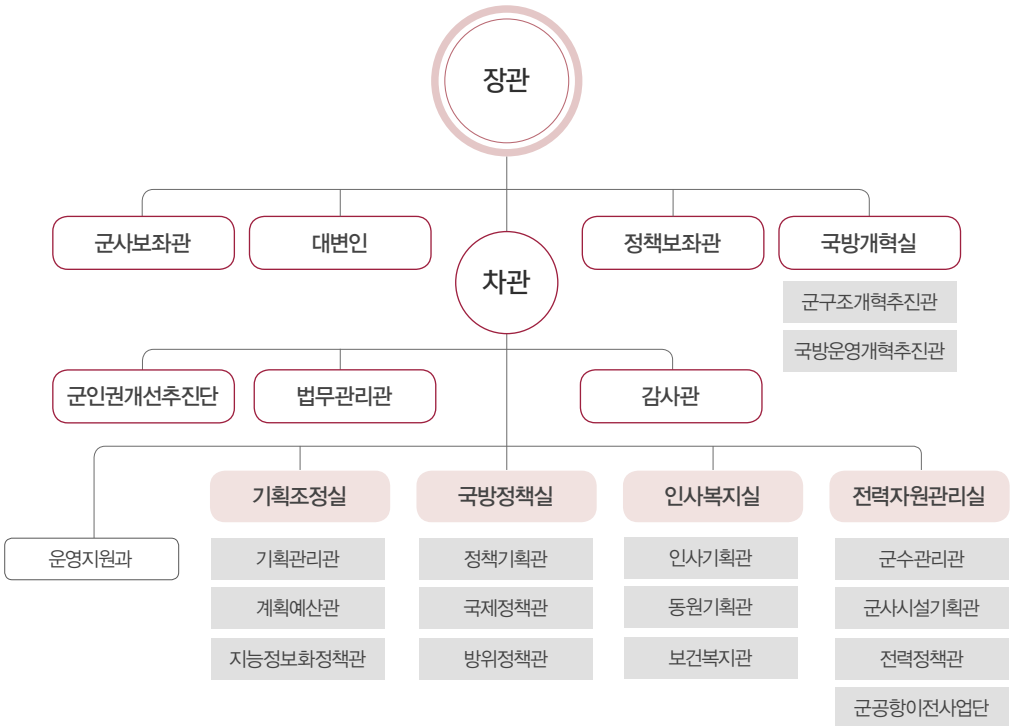 장관
군사보좌관
대변인
정책보좌관
국방개혁실
차관
군구조개혁추진관
국방운영개혁추진관
군인권개선추진단
법무관리관
감사관
운영지원과
기획조정실
기획관리관
계획예산관
지능정보화정책관
국방정책실
정책기획관
국제정책관
방위정책관
인사복지실
인사기획관
동원기획관
보건복지관
전력자원관리실
군수관리관
군사시설기획관
전력정책관
군공항이전사업단